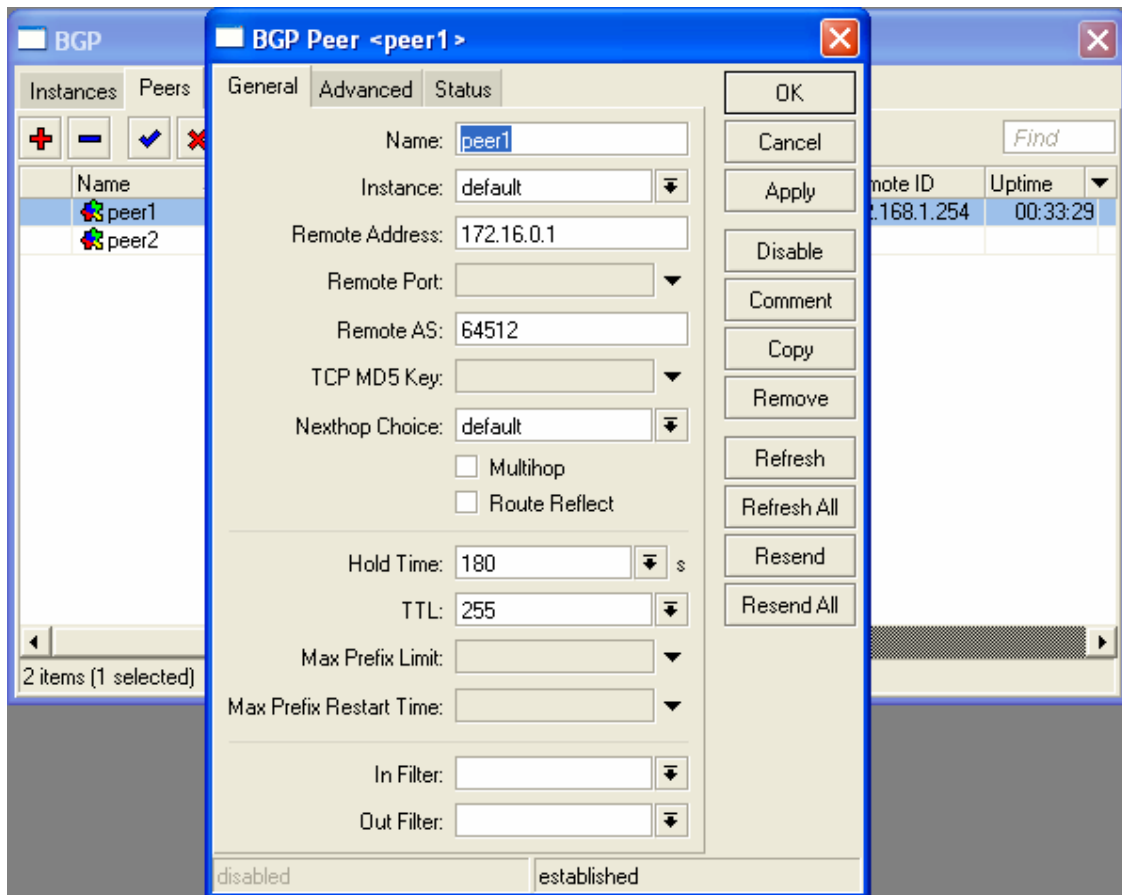 BGP
Instances Peers
Find
Name
mote ID Uptime
peer1
2.168.1.254 00:33:29
peer2
2 items (1 selected)
BGP Peer <peer1>
General Advanced Status
Name: peer1
Instance: default
Remote Address: 172.16.0.1
Remote Port:
Remote AS: 64512
TCP MD5 Key:
Nexthop Choice: default
Multihop
Route Reflect
Hold Time: 180 s
TTL: 255
Max Prefix Limit:
Max Prefix Restart Time:
In Filter:
Out Filter:
disabled established
OK
Cancel
Apply
Disable
Comment
Copy
Remove
Refresh
Refresh All
Resend
Resend All